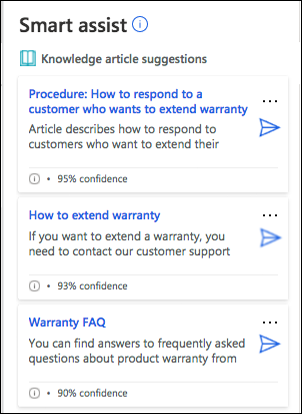 Smart assist
Knowledge article suggestions
Procedure: How to respond to a
customer who wants to extend warranty
Article describes how to respond to
customers who want to extend their
95% confidence
How to extend warranty
If you want to extend a warranty, you
need to contact our customer support
93% confidence
Warranty FAQ
You can find answers to frequently asked
questions about product warranty from
90% confidence